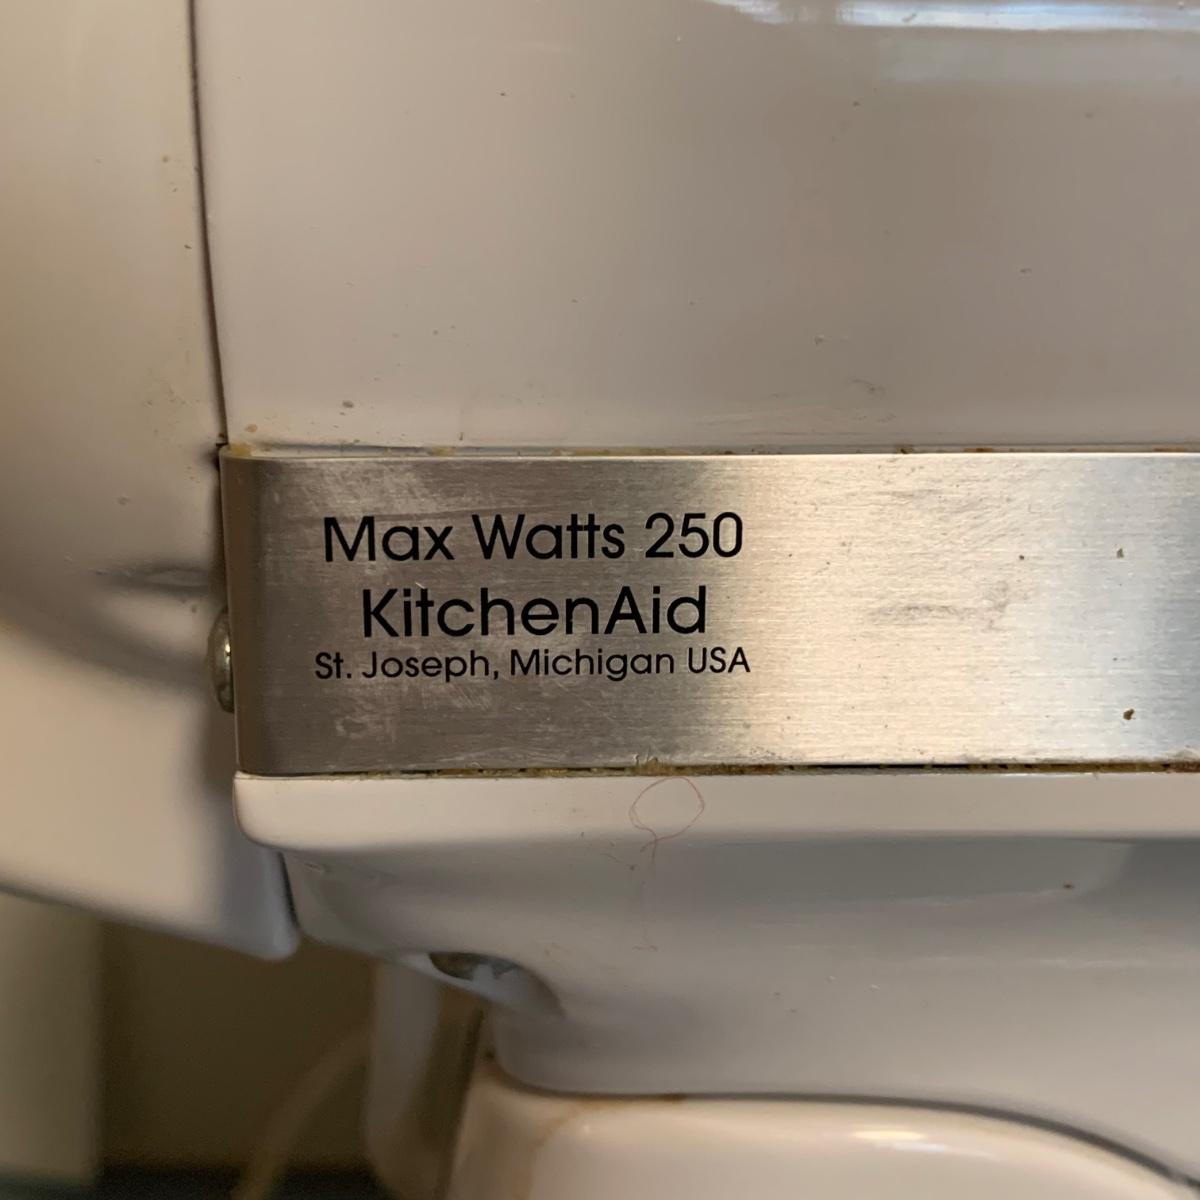 Max Watts 250
KitchenAid
St. Joseph, Michigan USA